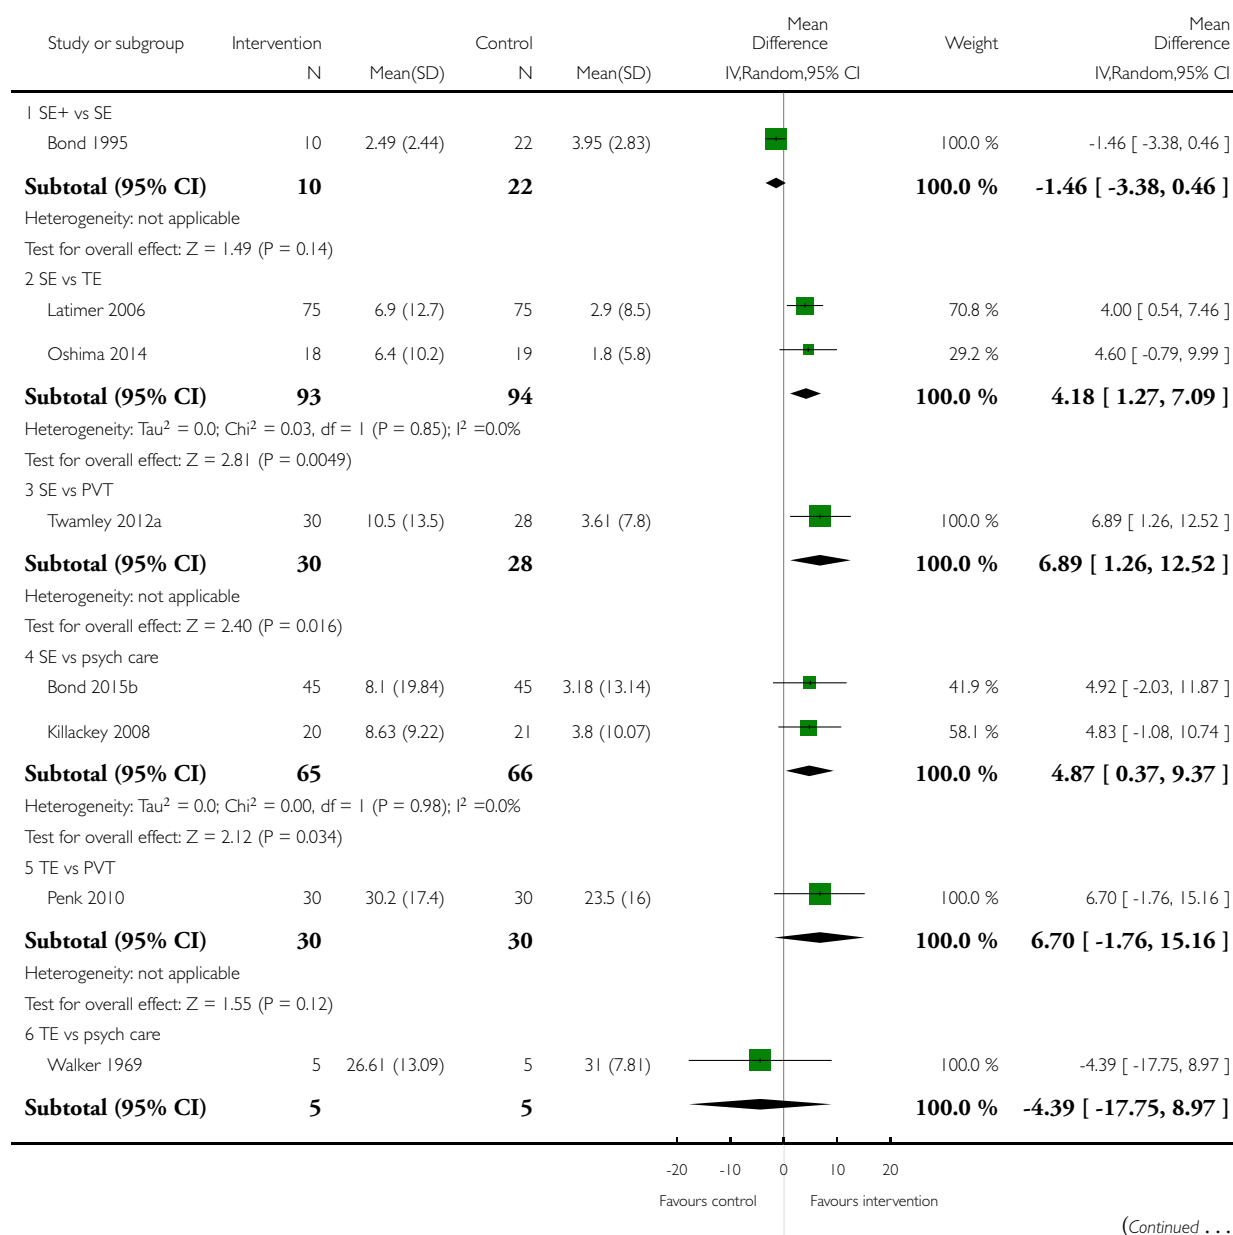 Mean Mean
Study or subgroup Intervention Control Difference Weight Difference
N Mean(SD) N Mean(SD) IV,Random,95% CI IV,Random,95% CI
1 SE+ vs SE
Bond 1995 10 2.49 (2.44) 22 3.95 (2.83) 100.0 % -1.46 [ -3.38, 0.46 ]
Subtotal (95% CI) 10 22 100.0 % -1.46 [ -3.38, 0.46 ]
Heterogeneity: not applicable
Test for overall effect: Z = 1.49 (P = 0.14)
2 SE vs TE
Latimer 2006 75 6.9 (12.7) 75 2.9 (8.5) 70.8 % 4.00 [ 0.54, 7.46 ]
Oshima 2014 18 6.4 (10.2) 19 1.8 (5.8) 29.2 % 4.60 [ -0.79, 9.99 ]
Subtotal (95% CI) 93 94 100.0 % 4.18 [ 1.27, 7.09 ]
Heterogeneity: Tau² = 0.0; Chi² = 0.03, df = 1 (P = 0.85); I² =0.0%
Test for overall effect: Z = 2.81 (P = 0.0049)
3 SE vs PVT
Twamley 2012a 30 10.5 (13.5) 28 3.61 (7.8) 100.0 % 6.89 [ 1.26, 12.52 ]
Subtotal (95% CI) 30 28 100.0 % 6.89 [ 1.26, 12.52 ]
Heterogeneity: not applicable
Test for overall effect: Z = 2.40 (P = 0.016)
4 SE vs psych care
Bond 2015b 45 8.1 (19.84) 45 3.18 (13.14) 41.9 % 4.92 [ -2.03, 11.87 ]
Killackey 2008 20 8.63 (9.22) 21 3.8 (10.07) 58.1 % 4.83 [ -1.08, 10.74 ]
Subtotal (95% CI) 65 66 100.0 % 4.87 [ 0.37, 9.37 ]
Heterogeneity: Tau² = 0.0; Chi² = 0.00, df = 1 (P = 0.98); I² =0.0%
Test for overall effect: Z = 2.12 (P = 0.034)
5 TE vs PVT
Penk 2010 30 30.2 (17.4) 30 23.5 (16) 100.0 % 6.70 [ -1.76, 15.16 ]
Subtotal (95% CI) 30 30 100.0 % 6.70 [ -1.76, 15.16 ]
Heterogeneity: not applicable
Test for overall effect: Z = 1.55 (P = 0.12)
6 TE vs psych care
Walker 1969 5 26.61 (13.09) 5 31 (7.81) 100.0 % -4.39 [ -17.75, 8.97 ]
Subtotal (95% CI) 5 5 100.0 % -4.39 [ -17.75, 8.97 ]
-20 -10 0 10 20
Favours control Favours intervention
(Continued . . .